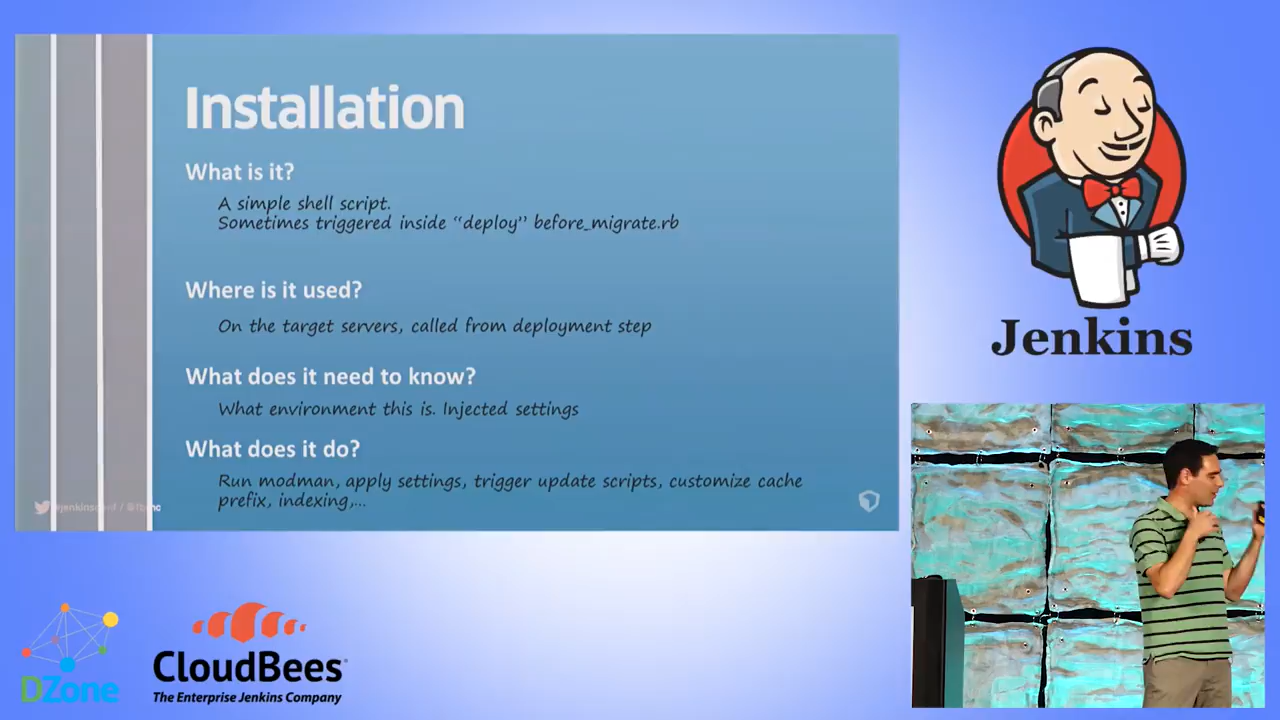 Installation
What is it?
A simple shell script.
Sometimes triggered inside “deploy” before_migrate.rb
Where is it used?
On the target servers, called from deployment step
What does it need to know?
What environment this is. Injected settings
What does it do?
Run modman, apply settings, trigger update scripts, customize cache
prefix, indexing,...
Jenkins
DZone
CloudBees
The Enterprise Jenkins Company